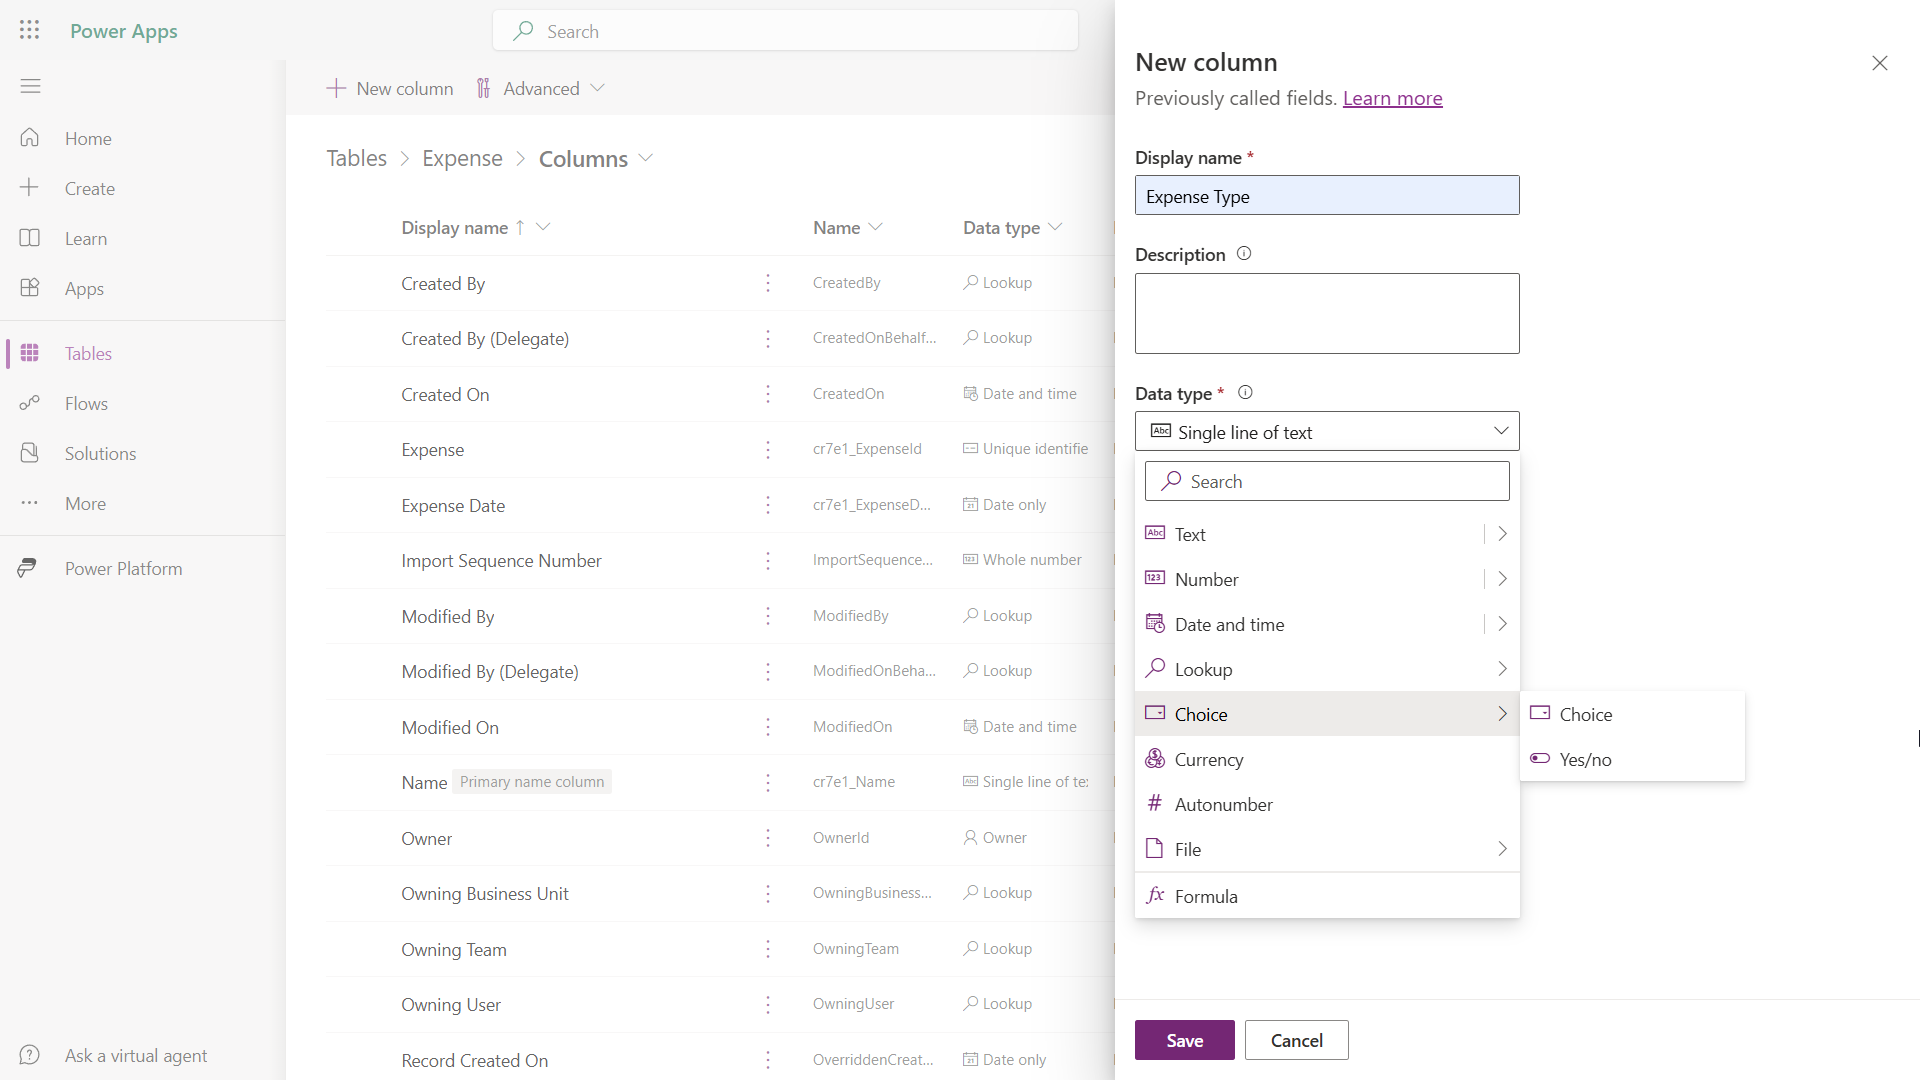 Power Apps
Search
Home
Create
Learn
Apps
Tables
Flows
Solutions
More
Power Platform
Ask a virtual agent
New column
Advanced
Tables
Expense
Columns
Display name Name Data type
Created By CreatedBy Lookup
Created By (Delegate) CreatedOnBehalf... Lookup
Created On CreatedOn Date and time
Expense cr7e1_ExpenseId Unique identifie
Expense Date cr7e1_ExpenseD... Date only
Import Sequence Number ImportSequence... Whole number
Modified By ModifiedBy Lookup
Modified By (Delegate) ModifiedOnBeha... Lookup
Modified On ModifiedOn Date and time
Name Primary name column cr7e1_Name Single line of te
Owner OwnerId Owner
Owning Business Unit OwningBusiness... Lookup
Owning Team OwningTeam Lookup
Owning User OwningUser Lookup
Record Created On OverriddenCreat... Date only
New column
Previously called fields. Learn more
Display name *
Expense Type
Description
Data type *
Abc Single line of text
Search
Abc Text
123 Number
Date and time
Lookup
Choice
Currency
# Autonumber
File
fx Formula
Choice
Yes/no
Save
Cancel